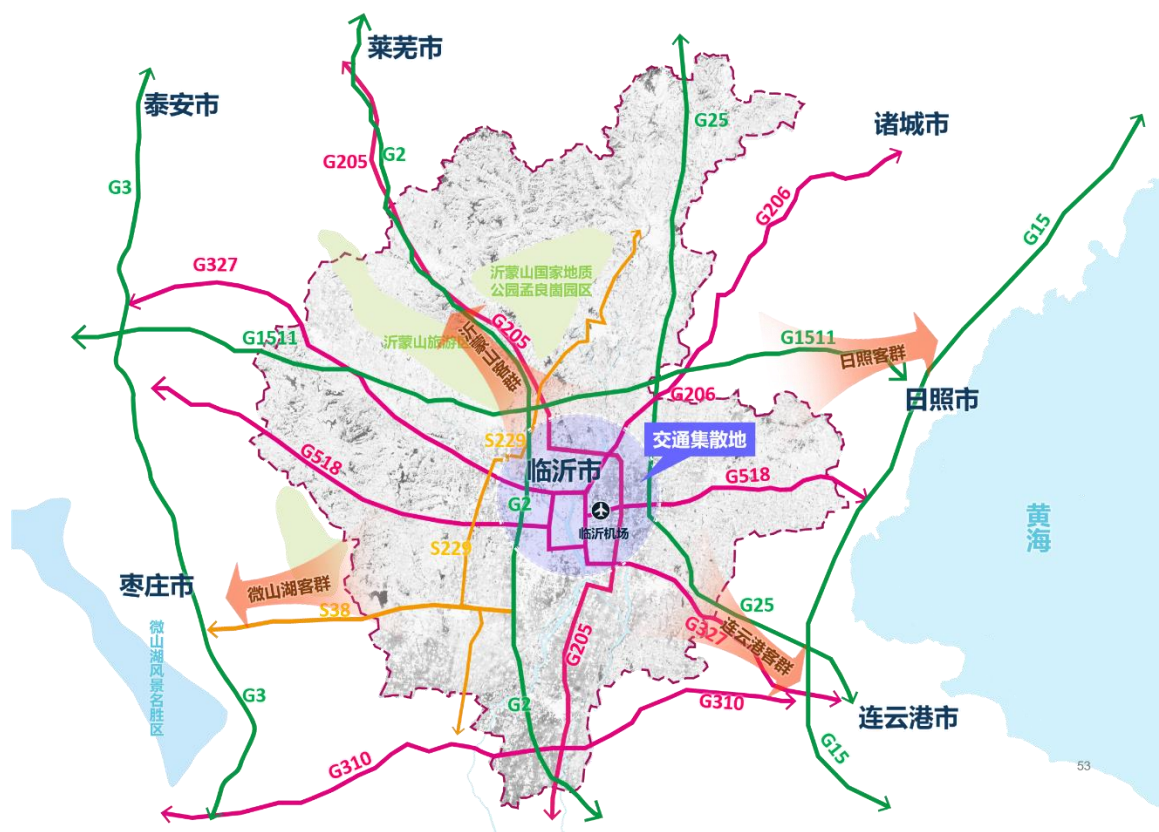 莱芜市
泰安市
诸城市
G25
G2
G205
G3
G206
G15
G327
沂蒙山国家地质
公园孟良崮园区
G1511
沂蒙山旅游区
G205
沂蒙山客群
G1511
日照客群
日照市
G206
S229
交通集散地
临沂市
G518
G518
G2
临沂机场
黄海
S229
枣庄市
微山湖客群
S38
G25
G327
连云港客群
G205
微山湖风景名胜区
G3
G2
G310
连云港市
G310
G15
53